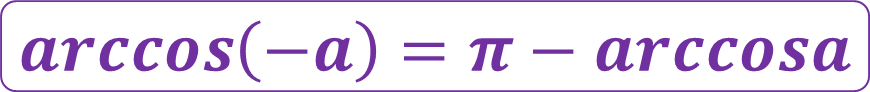 arccos(−a) = π − arccosa